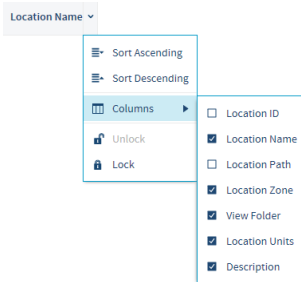 Location Name
Sort Ascending
Sort Descending
Columns
Unlock
Lock
Location ID
Location Name
Location Path
Location Zone
View Folder
Location Units
Description